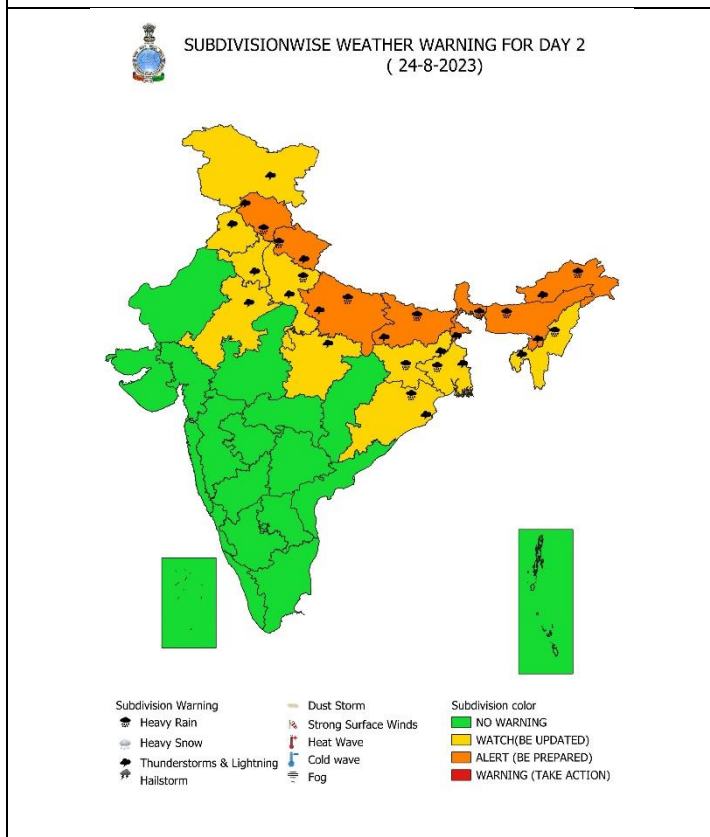 SUBDIVISIONWISE WEATHER WARNING FOR DAY 2
( 24-8-2023)
Subdivision Warning
Heavy Rain
Heavy Snow
Thunderstorms & Lightning
Hailstorm
Dust Storm
Strong Surface Winds
Heat Wave
Cold wave
Fog
Subdivision color
NO WARNING
WATCH(BE UPDATED)
ALERT (BE PREPARED)
WARNING (TAKE ACTION)